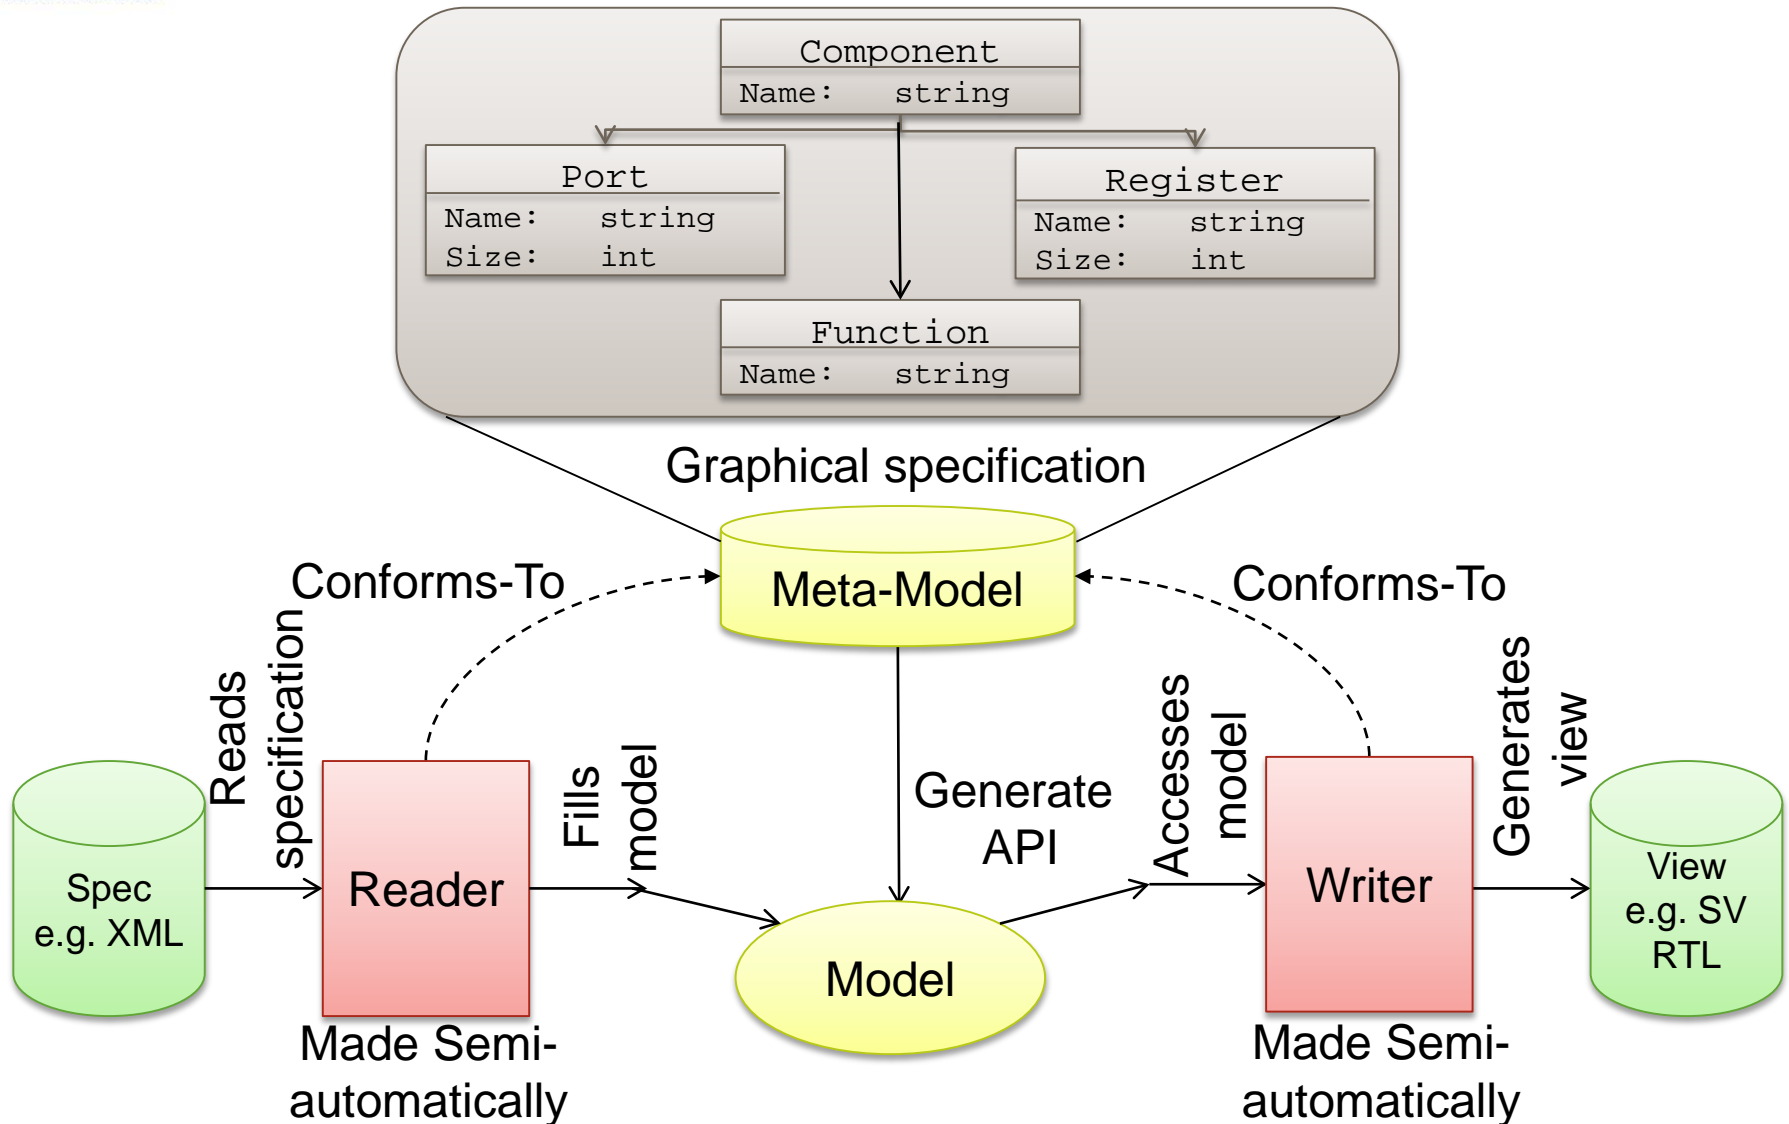 Component
Name: string
Port
Name: string
Size: int
Register
Name: string
Size: int
Function
Name: string
Graphical specification
Meta-Model
Conforms-To
Conforms-To
Reads
specification
Fills
model
Generate
API
Accesses
model
Generates
view
Spec
e.g. XML
Reader
Model
Writer
View
e.g. SV
RTL
Made Semi-
automatically
Made Semi-
automatically